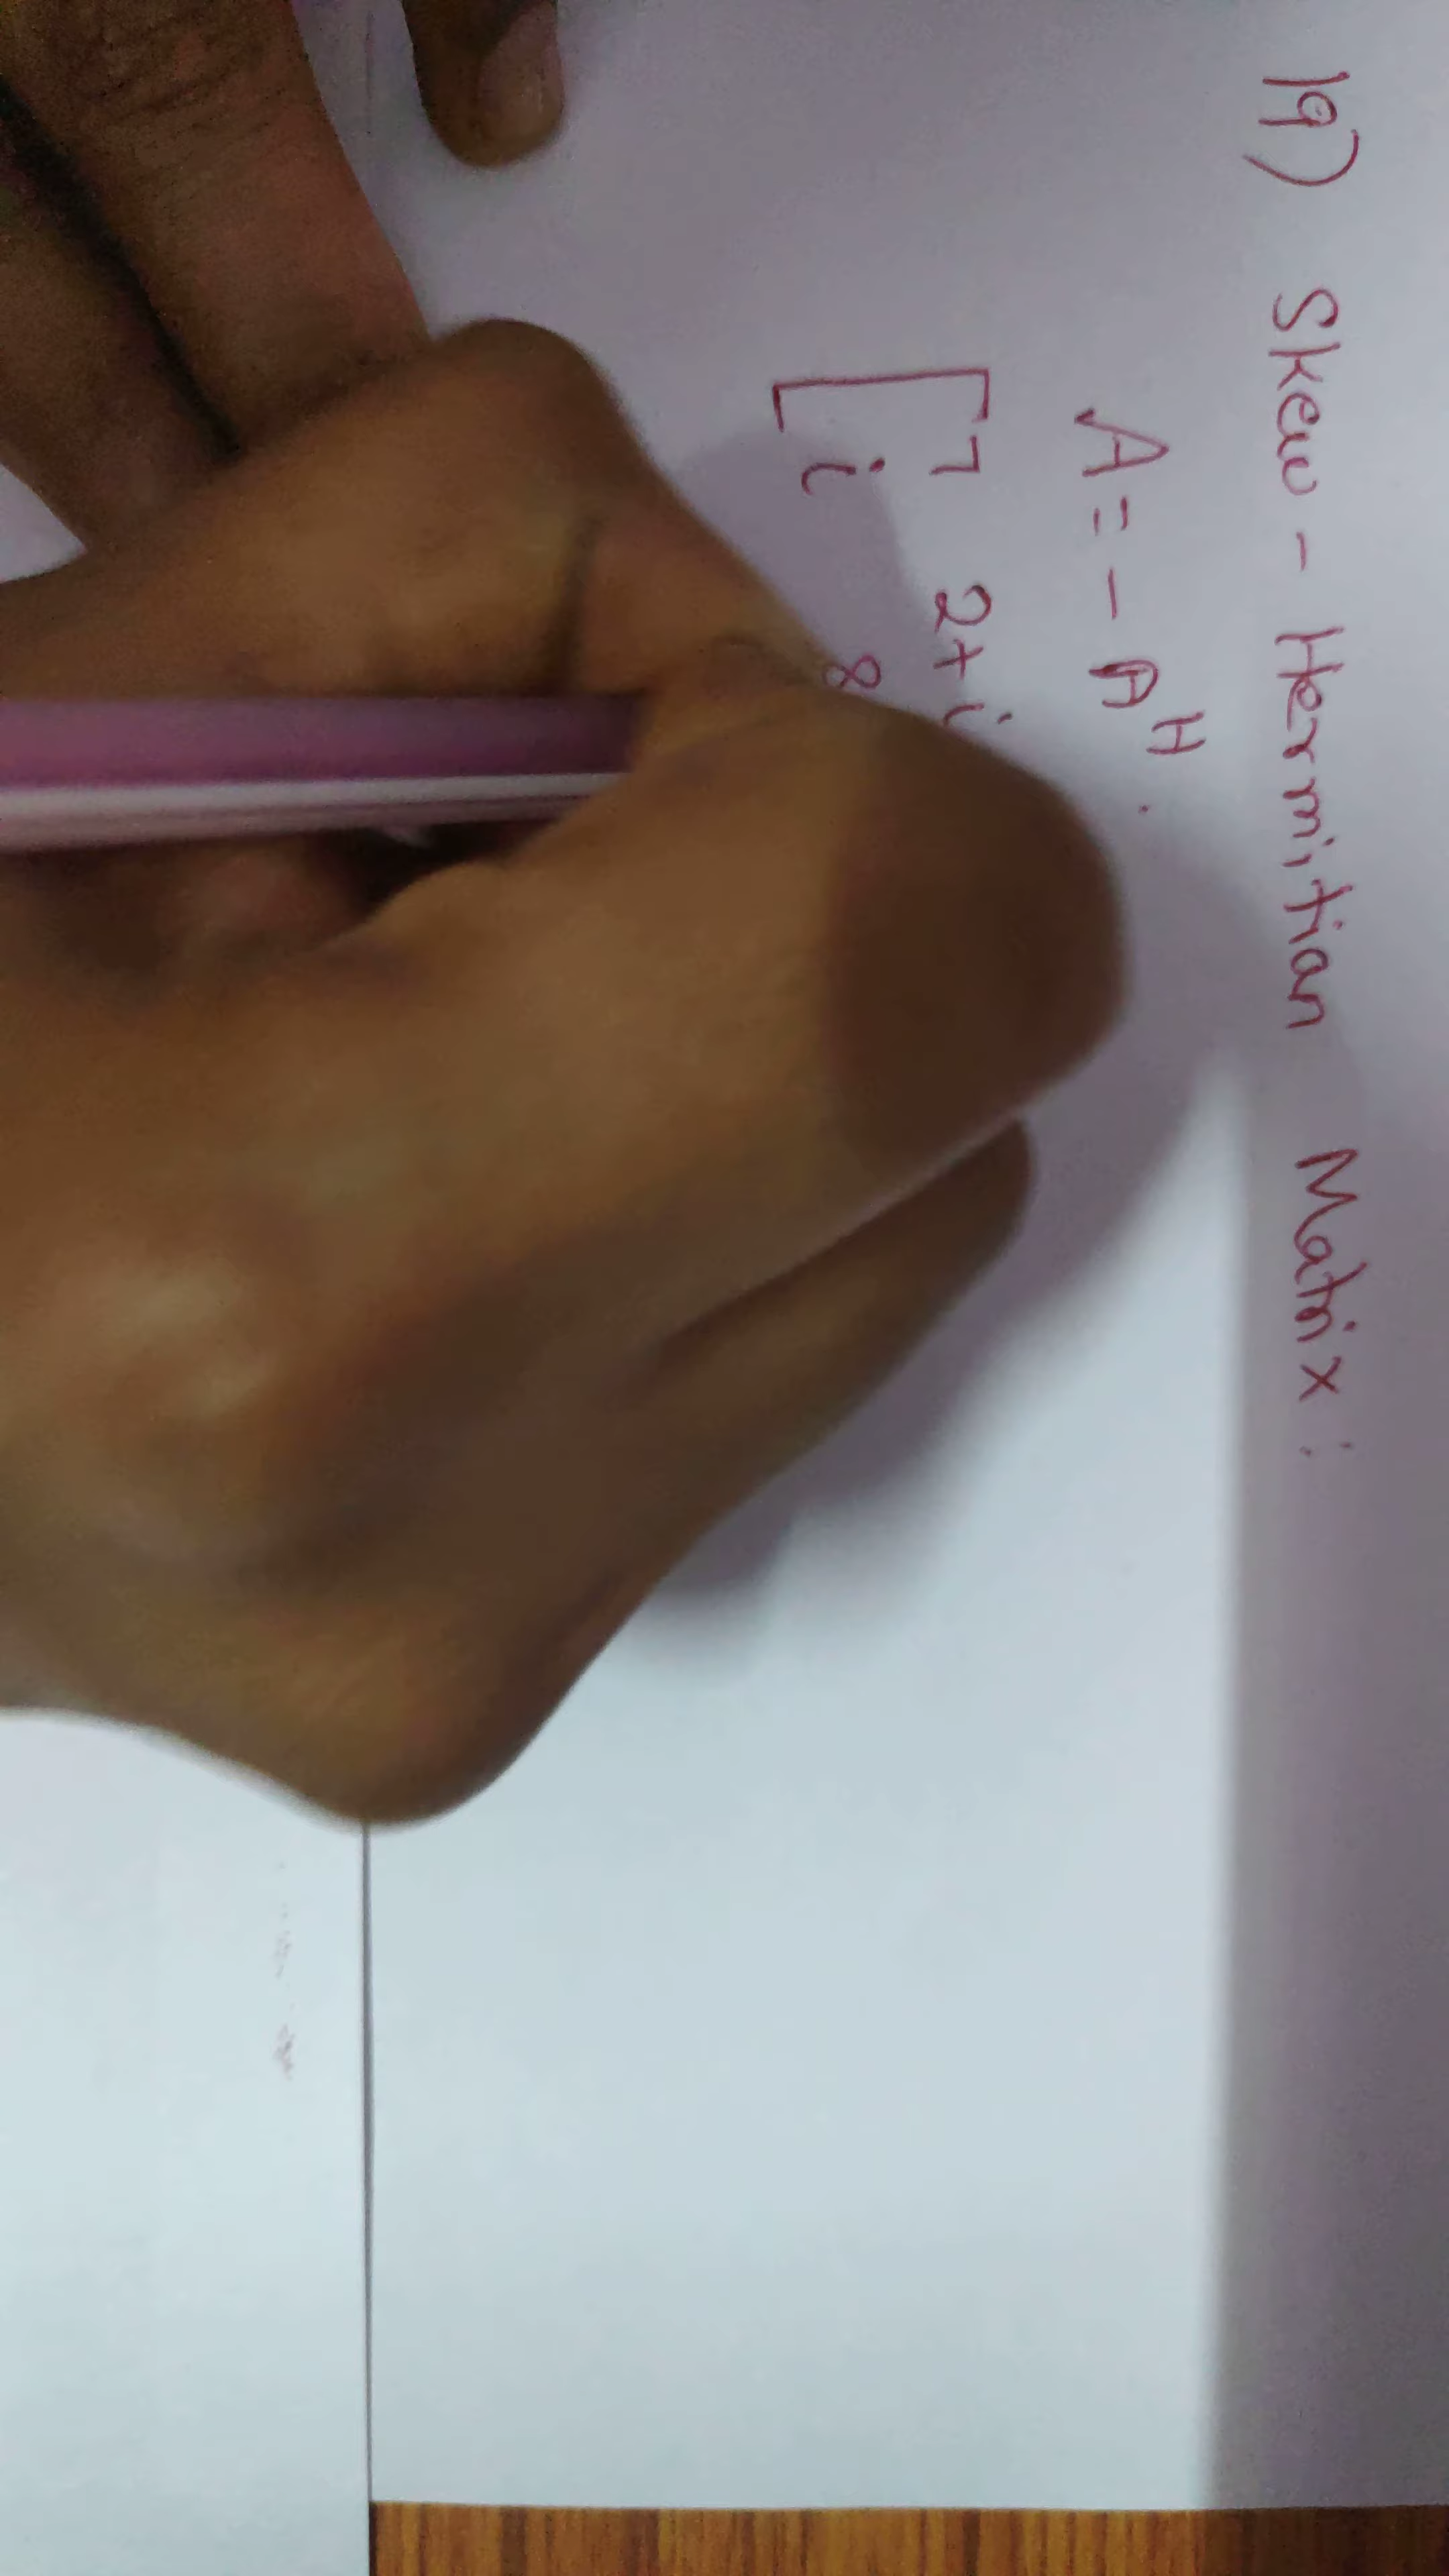 19) Skew - Hermitian Matrix :
A = - A^H .
[ 7 2+i
i 8